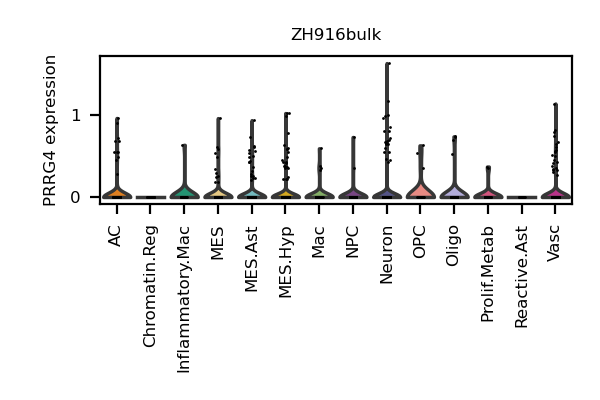 ZH916bulk
PRRG4 expression
1
0
AC
Chromatin.Reg
Inflammatory.Mac
MES
MES.Ast
MES.Hyp
Mac
NPC
Neuron
OPC
Oligo
Prolif.Metab
Reactive.Ast
Vasc